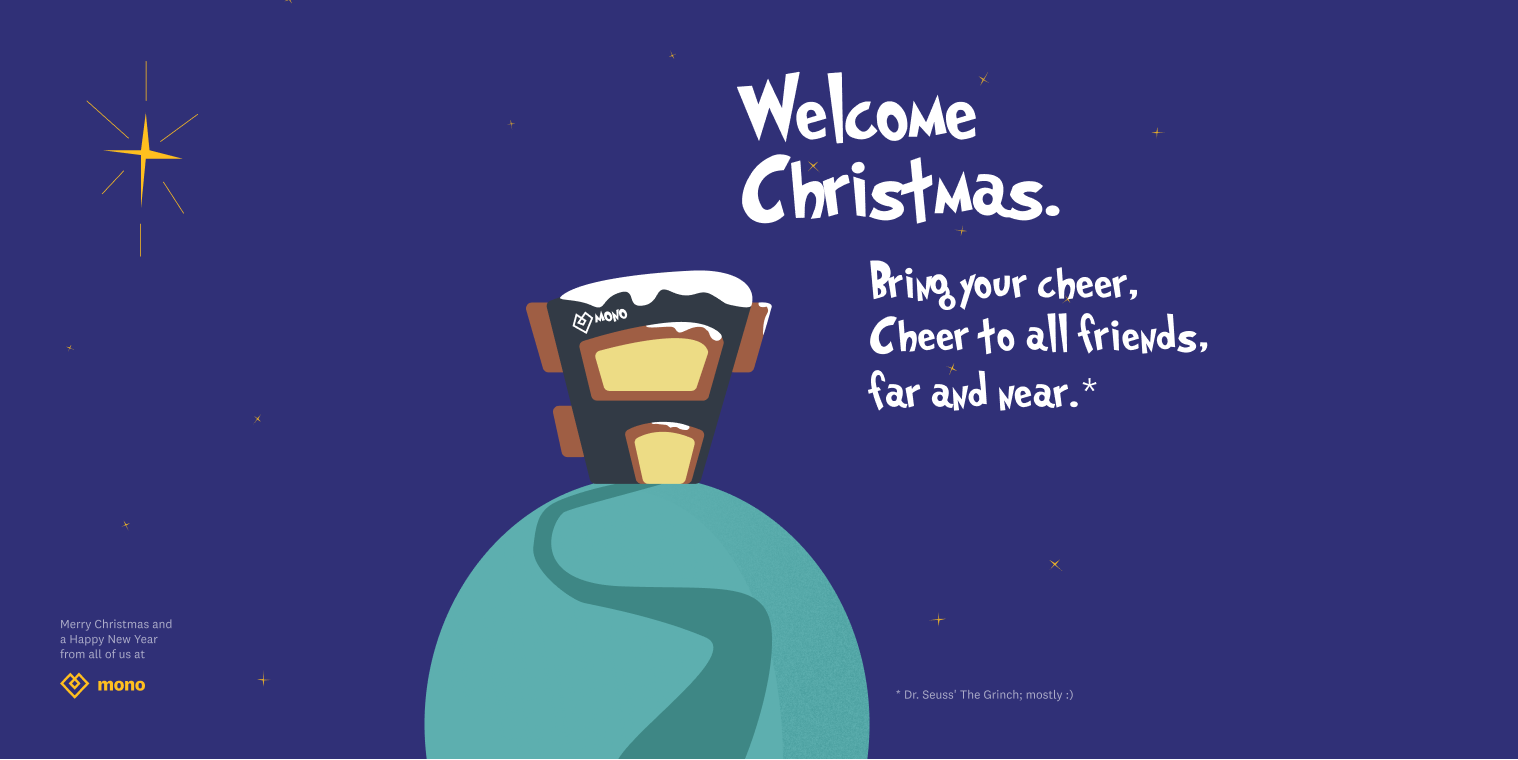 Welcome
Christmas.
Bring your cheer,
Cheer to all friends,
far and near.*
MONO
Merry Christmas and
a Happy New Year
from all of us at
mono
* Dr. Seuss' The Grinch; mostly :)